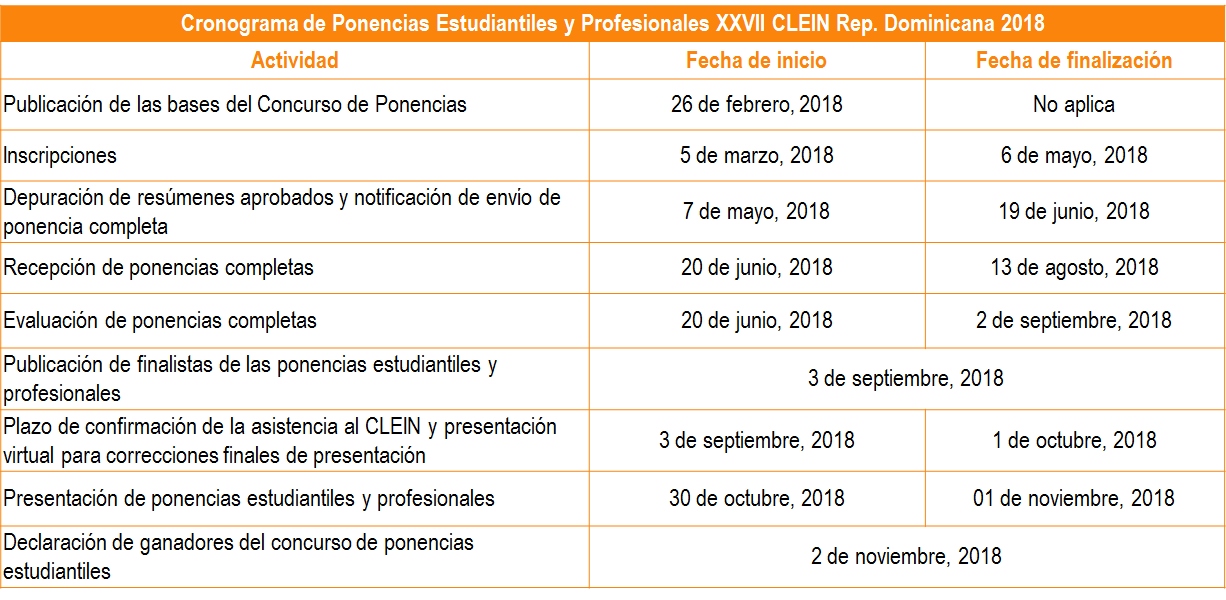 Cronograma de Ponencias Estudiantiles y Profesionales XXVII CLEIN Rep. Dominicana 2018
Actividad Fecha de inicio Fecha de finalización
Publicación de las bases del Concurso de Ponencias 26 de febrero, 2018 No aplica
Inscripciones 5 de marzo, 2018 6 de mayo, 2018
Depuración de resúmenes aprobados y notificación de envío de
ponencia completa 7 de mayo, 2018 19 de junio, 2018
Recepción de ponencias completas 20 de junio, 2018 13 de agosto, 2018
Evaluación de ponencias completas 20 de junio, 2018 2 de septiembre, 2018
Publicación de finalistas de las ponencias estudiantiles y
profesionales 3 de septiembre, 2018
Plazo de confirmación de la asistencia al CLEIN y presentación
virtual para correcciones finales de presentación 3 de septiembre, 2018 1 de octubre, 2018
Presentación de ponencias estudiantiles y profesionales 30 de octubre, 2018 01 de noviembre, 2018
Declaración de ganadores del concurso de ponencias
estudiantiles 2 de noviembre, 2018